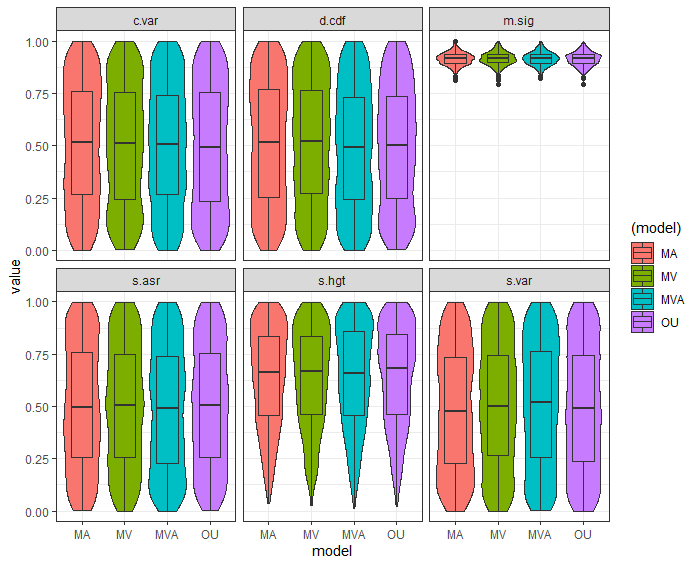 c.var d.cdf m.sig
1.00
0.75
0.50
0.25
0.00
s.asr s.hgt s.var
1.00
0.75
0.50
0.25
0.00
MA MV MVA OU MA MV MVA OU MA MV MVA OU
model
value
(model)
MA
MV
MVA
OU